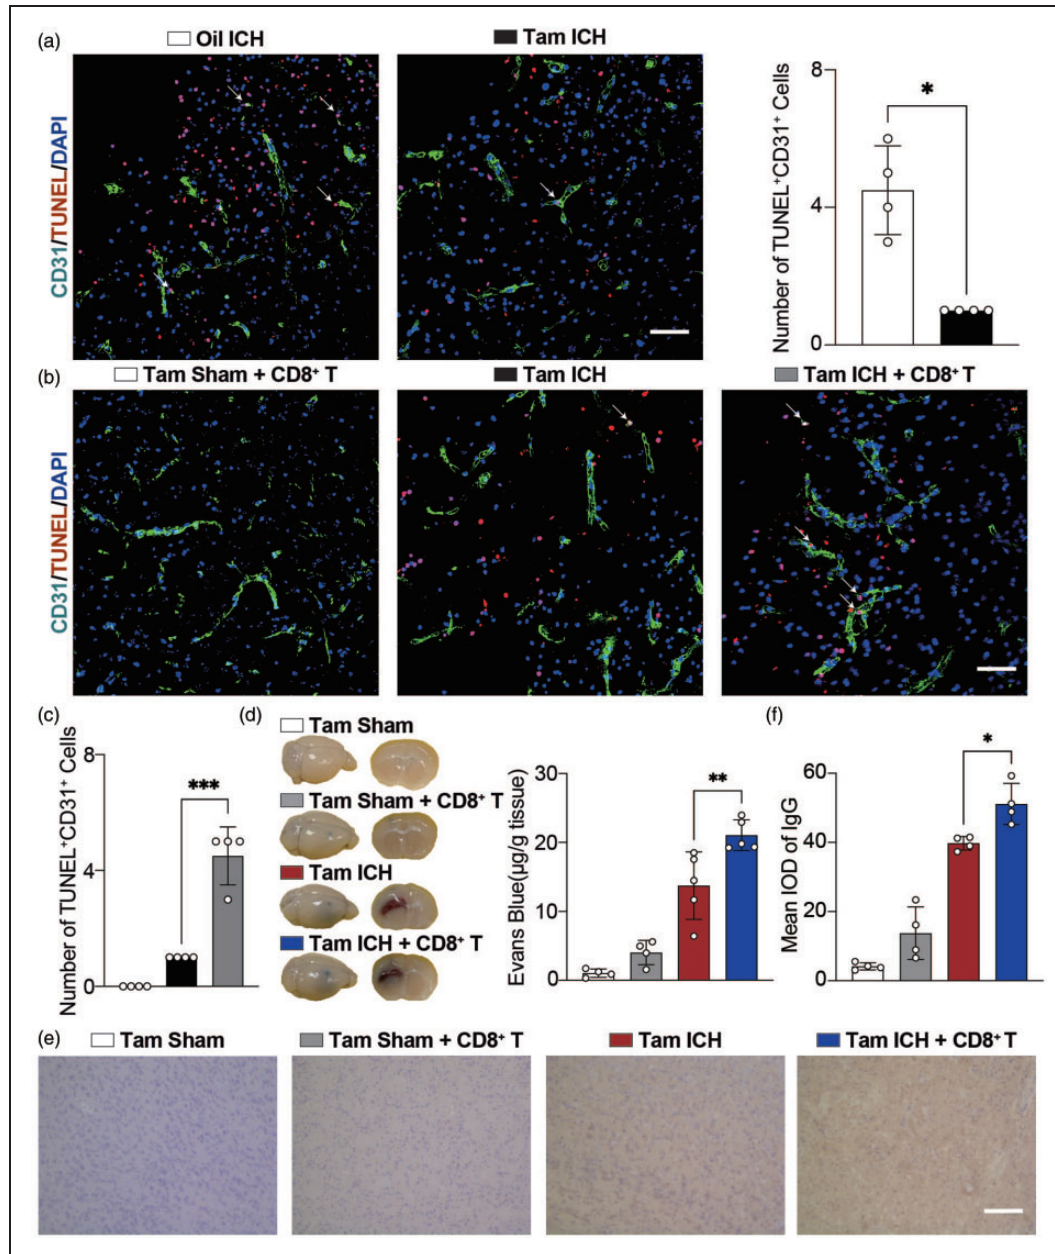 (a)
Oil ICH
Tam ICH
CD31/TUNEL/DAPI
Number of TUNEL⁺CD31⁺ Cells
8
4
0
*
(b)
Tam Sham + CD8⁺ T
Tam ICH
Tam ICH + CD8⁺ T
CD31/TUNEL/DAPI
(c)
Number of TUNEL⁺CD31⁺ Cells
8
4
0
***
(d)
Tam Sham
Tam Sham + CD8⁺ T
Tam ICH
Tam ICH + CD8⁺ T
Evans Blue(µg/g tissue)
30
20
10
0
**
(f)
Mean IOD of IgG
60
40
20
0
*
(e)
Tam Sham
Tam Sham + CD8⁺ T
Tam ICH
Tam ICH + CD8⁺ T